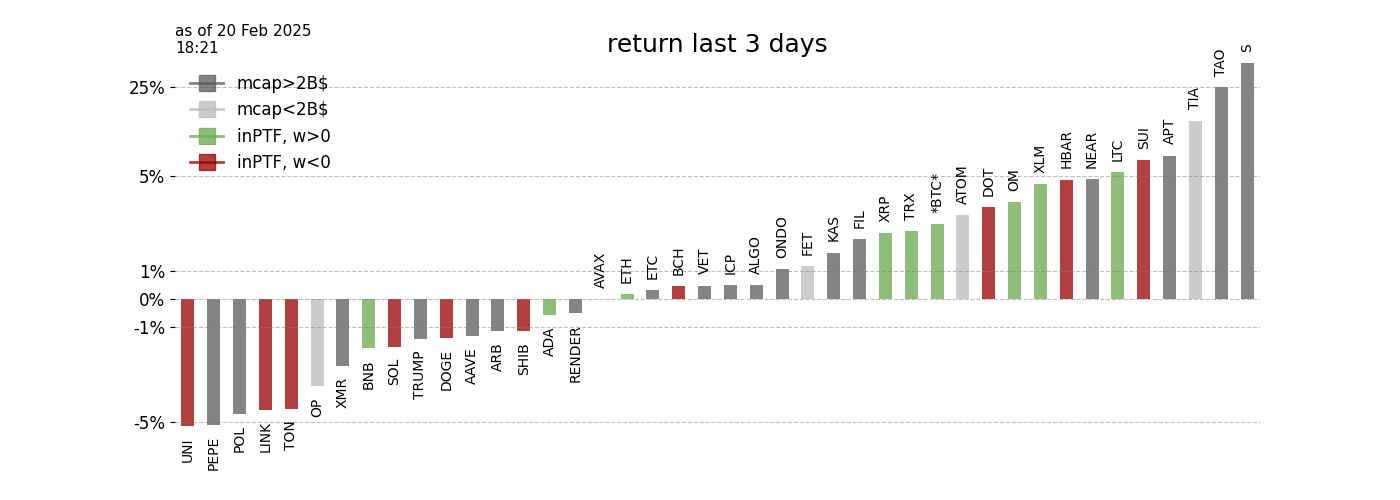 as of 20 Feb 2025
18:21
return last 3 days
mcap>2B$
mcap<2B$
inPTF, w>0
inPTF, w<0
25%
5%
1%
0%
-1%
-5%
UNI
PEPE
POL
LINK
TON
OP
XMR
BNB
SOL
TRUMP
DOGE
AAVE
ARB
SHIB
ADA
RENDER
AVAX
ETH
ETC
BCH
VET
ICP
ALGO
ONDO
FET
KAS
FIL
XRP
TRX
*BTC*
ATOM
DOT
OM
XLM
HBAR
NEAR
LTC
SUI
APT
TIA
TAO
S